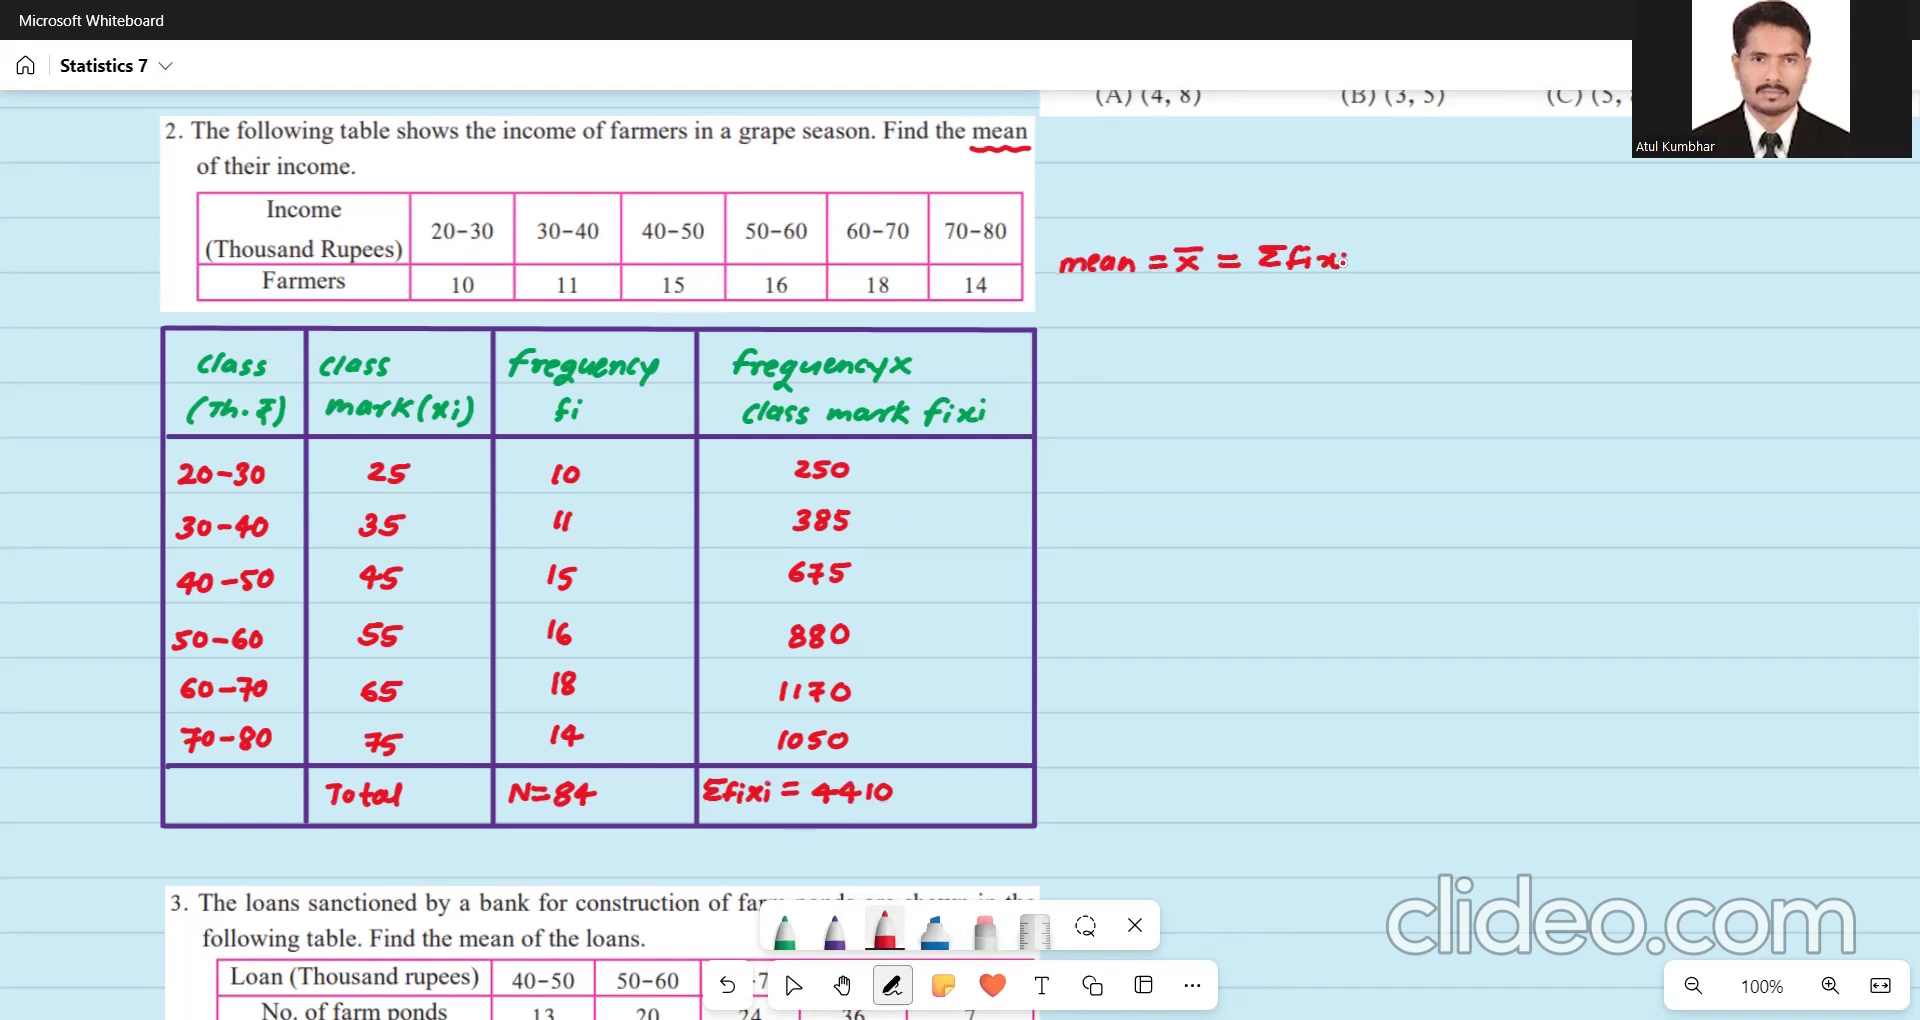 Microsoft Whiteboard
Statistics 7
(A) (4, 8) (B) (3, 5) (C) (5,
Atul Kumbhar
2. The following table shows the income of farmers in a grape season. Find the mean
of their income.
Income
(Thousand Rupees) 20-30 30-40 40-50 50-60 60-70 70-80
Farmers 10 11 15 16 18 14
mean = x̅ = Σfixi
class class frequency frequency×
(Th.₹) mark(xi) fi class mark fixi
20-30 25 10 250
30-40 35 11 385
40-50 45 15 675
50-60 55 16 880
60-70 65 18 1170
70-80 75 14 1050
Total N=84 Σfixi = 4410
3. The loans sanctioned by a bank for construction of
following table. Find the mean of the loans.
Loan (Thousand rupees) 40-50 50-60
No. of farm ponds 13 20 24 36 7
clideo.com
100%